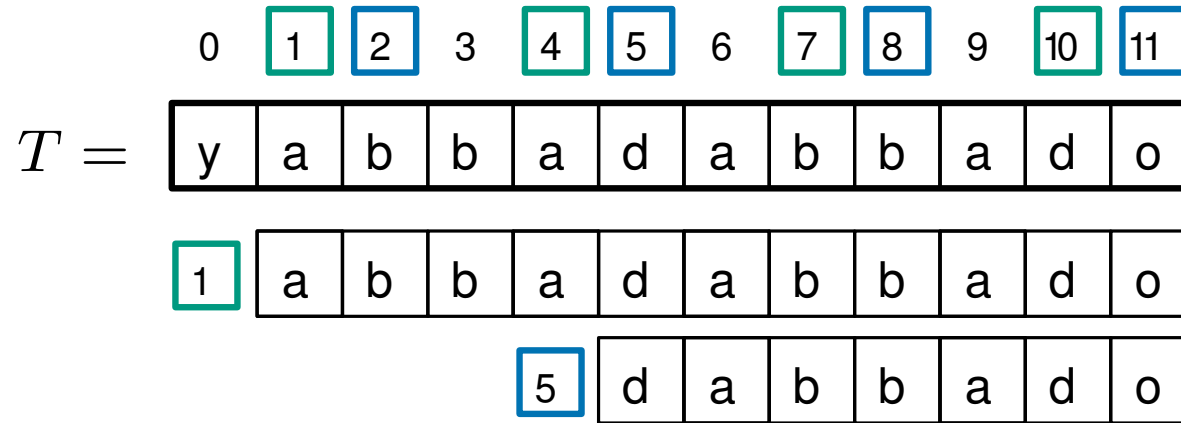 0 1 2 3 4 5 6 7 8 9 10 11
T = y a b b a d a b b a d o
1 a b b a d a b b a d o
5 d a b b a d o